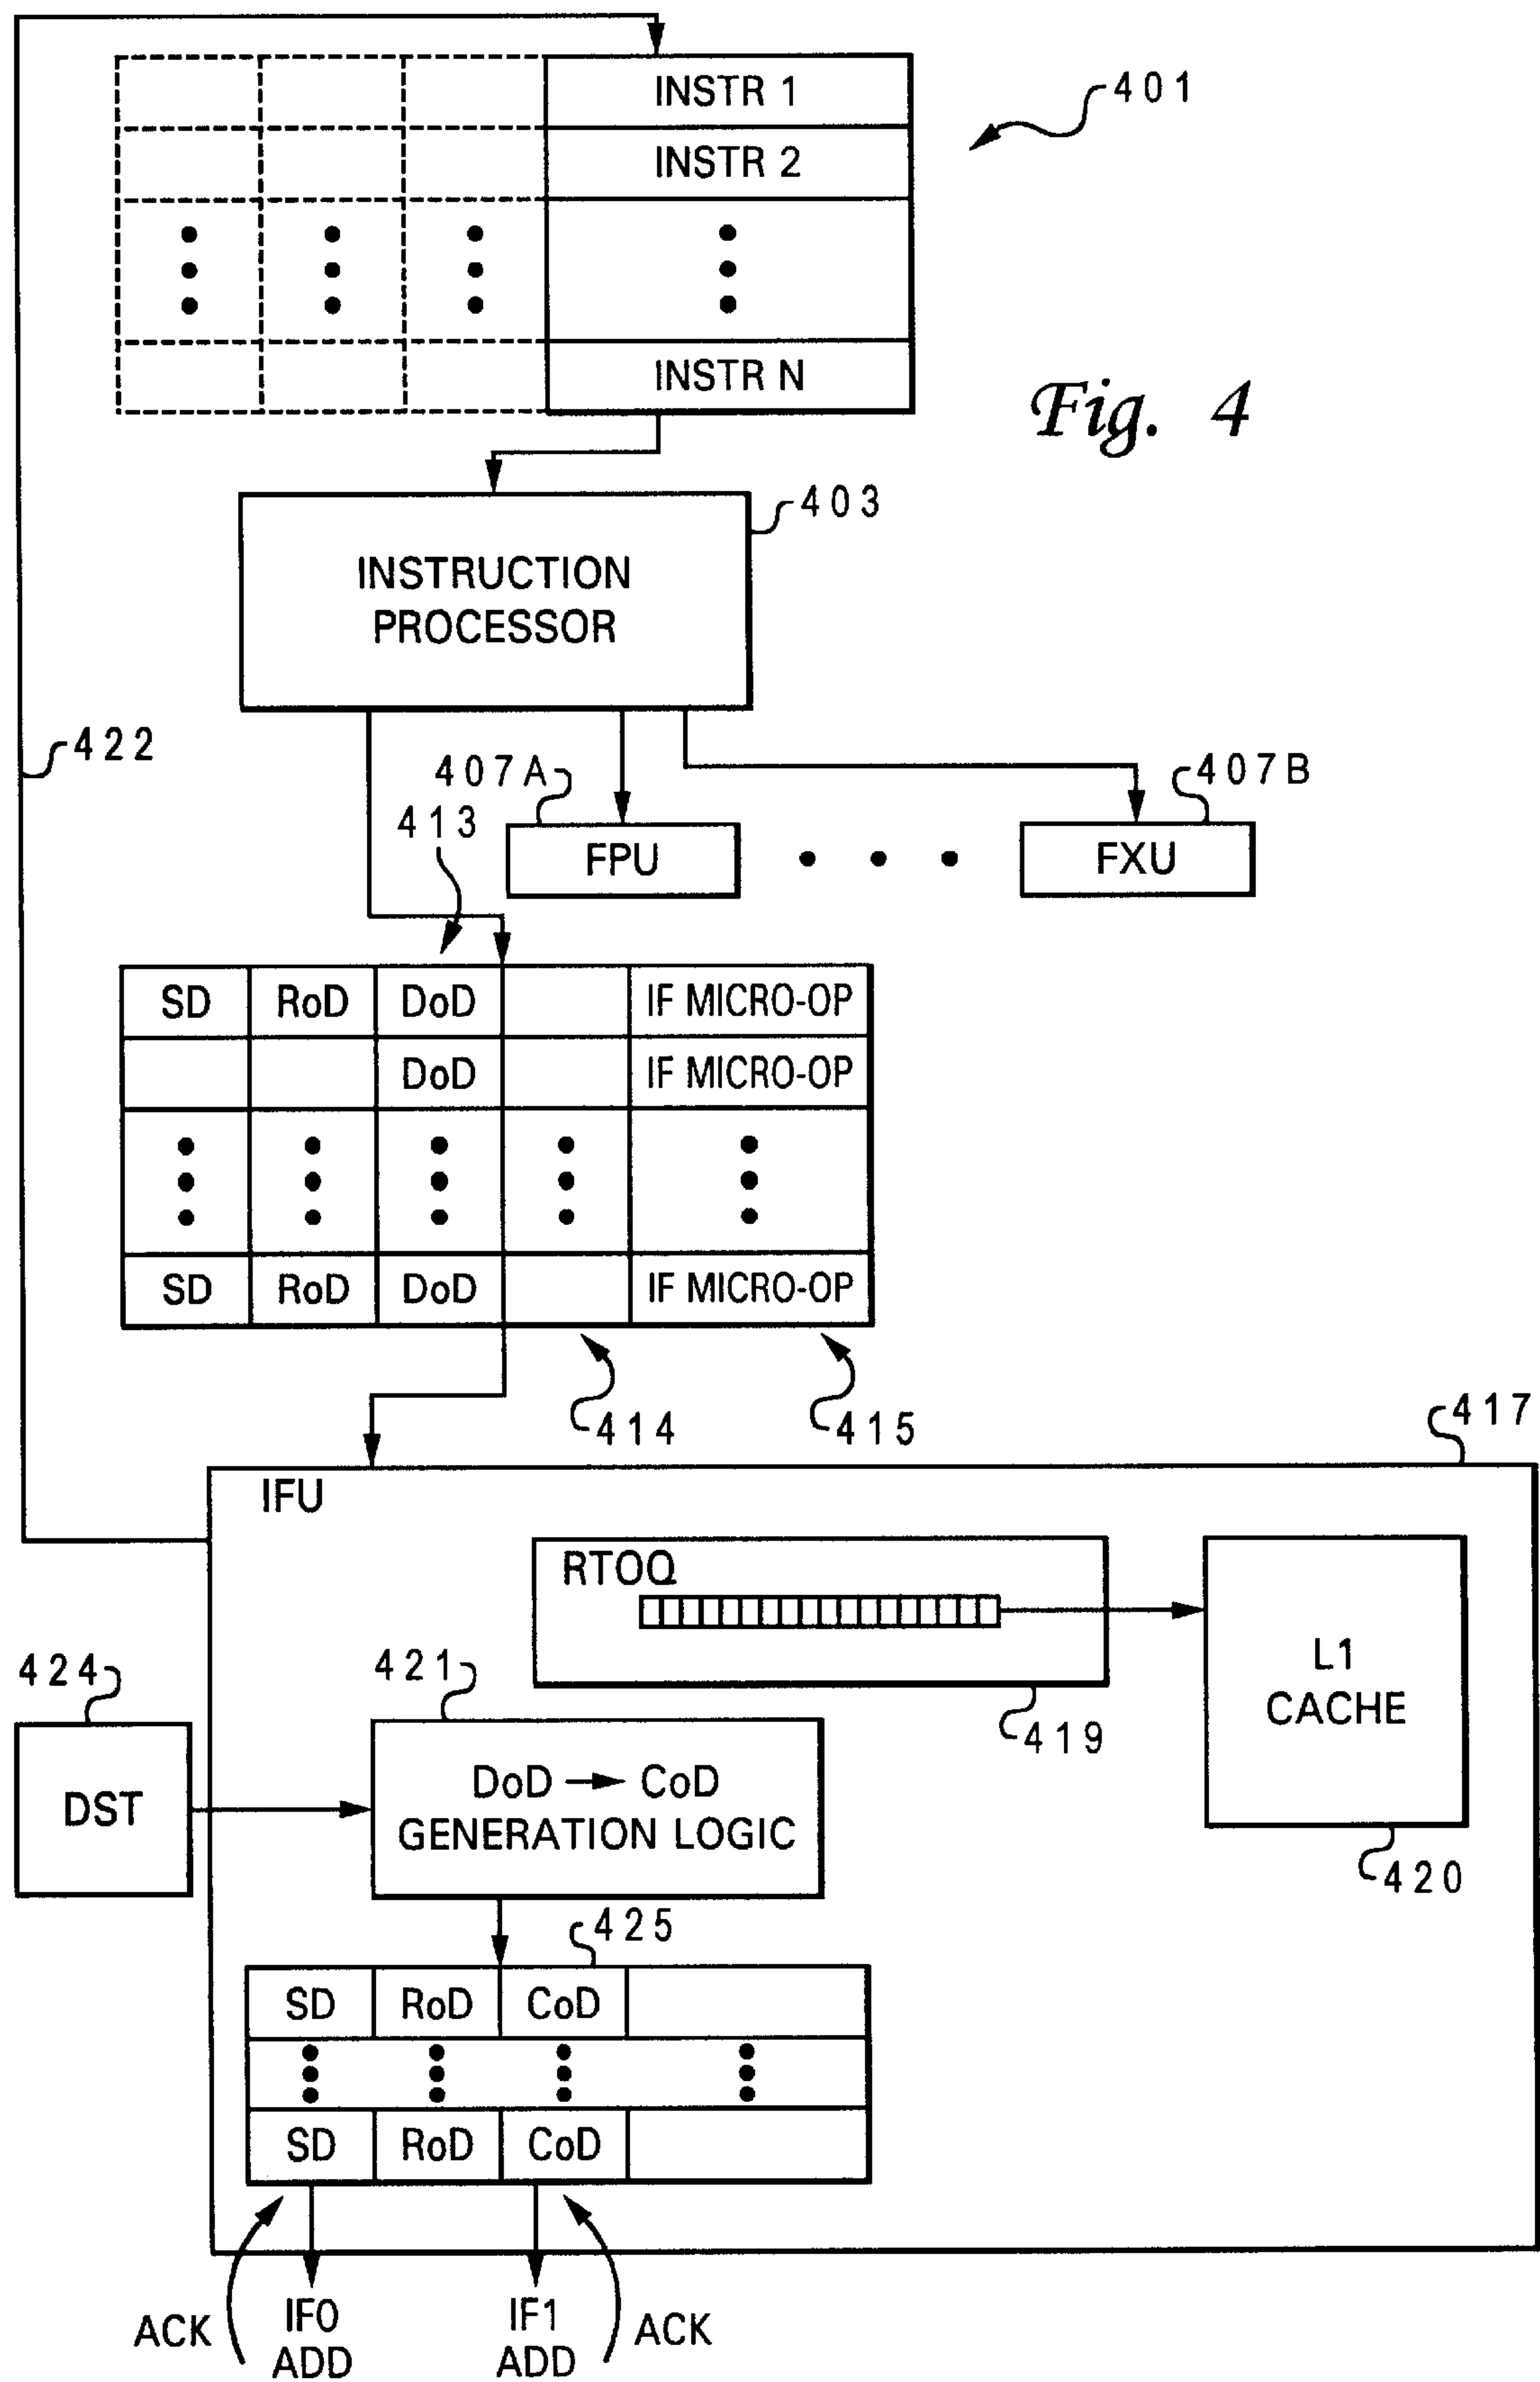 INSTR 1
401
INSTR 2
INSTR N
Fig. 4
403
INSTRUCTION
PROCESSOR
422
407A
407B
413
FPU
FXU
SD RoD DoD IF MICRO-OP
DoD IF MICRO-OP
SD RoD DoD IF MICRO-OP
414
415
417
IFU
RTOQ
L1
CACHE
424
421
419
DST
DoD → CoD
GENERATION LOGIC
420
425
SD RoD CoD
SD RoD CoD
ACK
IF0
ADD
IF1
ADD
ACK